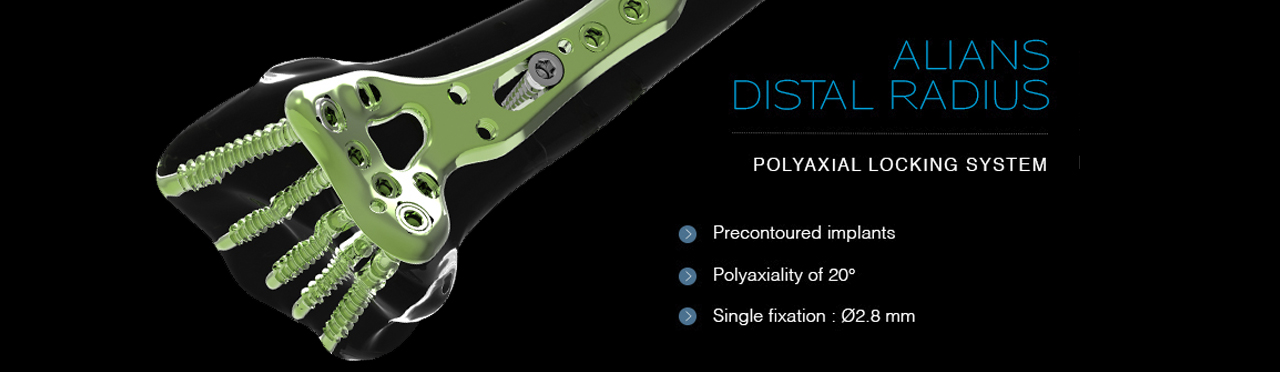 ALIANS
DISTAL RADIUS
POLYAXIAL LOCKING SYSTEM
Precontoured implants
Polyaxiality of 20°
Single fixation : Ø2.8 mm